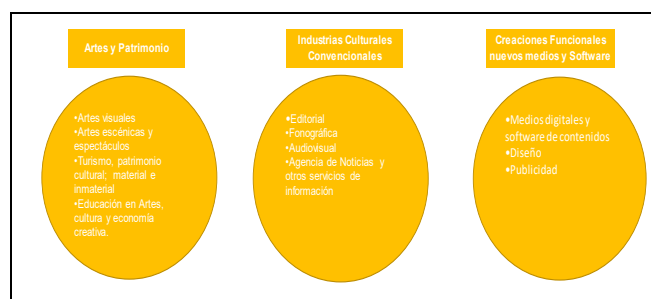 Artes y Patrimonio
•Artes visuales
•Artes escénicas y
espectáculos
•Turismo, patrimonio
cultural; material e
inmaterial
•Educación en Artes,
cultura y economía
creativa.
Industrias Culturales
Convencionales
•Editorial
•Fonográfica
•Audiovisual
•Agencia de Noticias y
otros servicios de
información
Creaciones Funcionales
nuevos medios y Software
•Medios digitales y
software de contenidos
•Diseño
•Publicidad